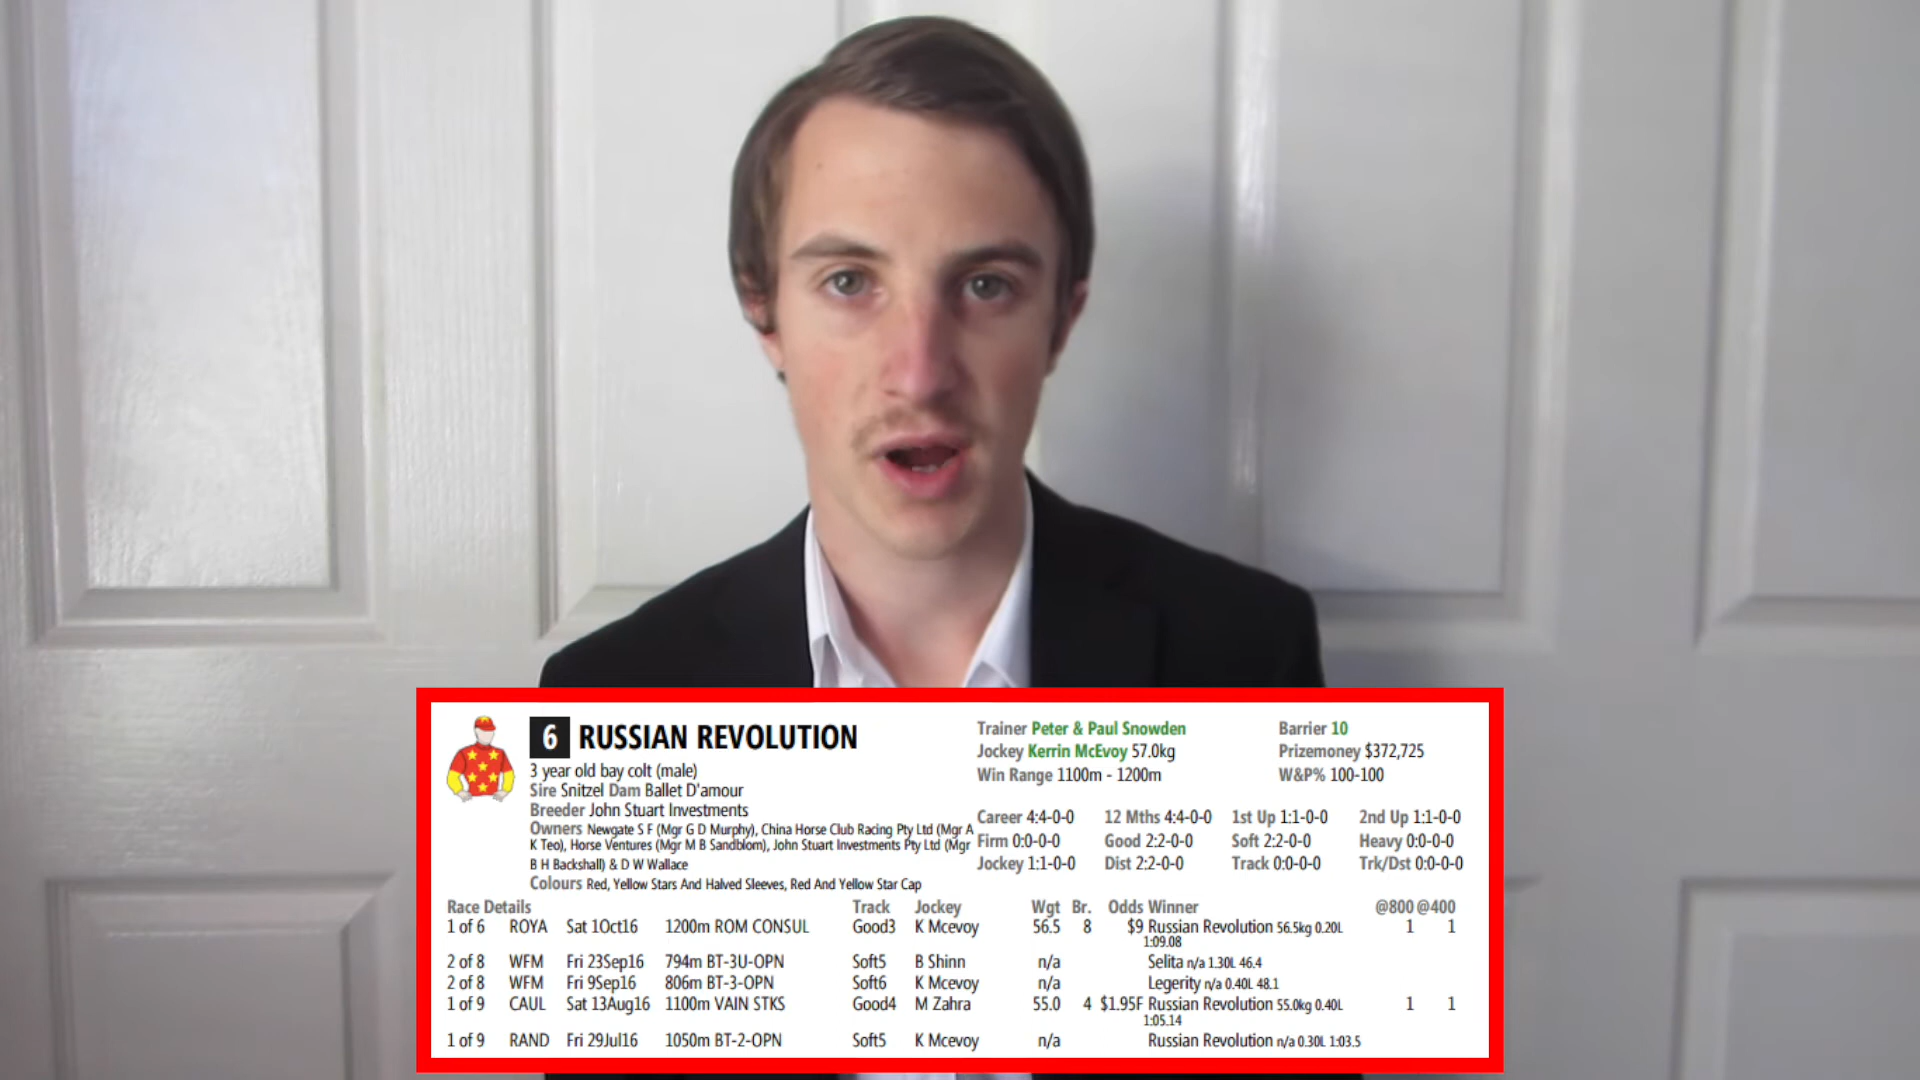 6 RUSSIAN REVOLUTION
3 year old bay colt (male)
Sire Snitzel Dam Ballet D'amour
Breeder John Stuart Investments
Owners Newgate S F (Mgr G D Murphy), China Horse Club Racing Pty Ltd (Mgr A
K Teo), Horse Ventures (Mgr M B Sandblom), John Stuart Investments Pty Ltd (Mgr
B H Backshall) & D W Wallace
Colours Red, Yellow Stars And Halved Sleeves, Red And Yellow Star Cap
Trainer Peter & Paul Snowden Barrier 10
Jockey Kerrin McEvoy 57.0kg Prizemoney $372,725
Win Range 1100m - 1200m W&P% 100-100
Career 4:4-0-0 12 Mths 4:4-0-0 1st Up 1:1-0-0 2nd Up 1:1-0-0
Firm 0:0-0-0 Good 2:2-0-0 Soft 2:2-0-0 Heavy 0:0-0-0
Jockey 1:1-0-0 Dist 2:2-0-0 Track 0:0-0-0 Trk/Dst 0:0-0-0
Race Details Track Jockey Wgt Br. Odds Winner @800 @400
1 of 6 ROYA Sat 1Oct16 1200m ROM CONSUL Good3 K Mcevoy 56.5 8 $9 Russian Revolution 56.5kg 0.20L 1 1
1:09.08
2 of 8 WFM Fri 23Sep16 794m BT-3U-OPN Soft5 B Shinn n/a Selita n/a 1.30L 46.4
2 of 8 WFM Fri 9Sep16 806m BT-3-OPN Soft6 K Mcevoy n/a Legerity n/a 0.40L 48.1
1 of 9 CAUL Sat 13Aug16 1100m VAIN STKS Good4 M Zahra 55.0 4 $1.95F Russian Revolution 55.0kg 0.40L 1 1
1:05.14
1 of 9 RAND Fri 29Jul16 1050m BT-2-OPN Soft5 K Mcevoy n/a Russian Revolution n/a 0.30L 1:03.5